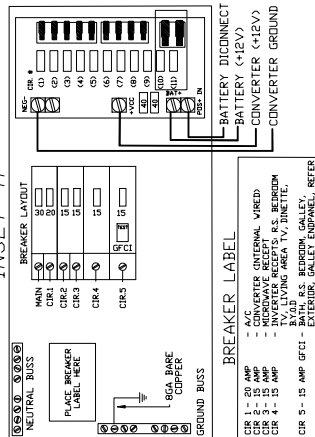 INSET "A"
CIR. #
(1)
(2)
(3)
(4)
(5)
(6)
(7)
(8)
(9)
(10)
(11)
NEG-
+VCC
40
40
BAT+
POS+ IN
BATTERY DICONNECT
BATTERY (+12V)
CONVERTER (+12V)
CONVERTER GROUND
BREAKER LAYOUT
30 20
15 15
15
15
TEST
GFCI
MAIN
CIR.1
CIR.2
CIR.3
CIR.4
CIR.5
NEUTRAL BUSS
PLACE BREAKER
LABEL HERE
8GA BARE
COPPER
GROUND BUSS
BREAKER LABEL
CIR 1 - 20 AMP - A/C
CIR 2 - 15 AMP - CONVERTER (INTERNAL WIRED)
CIR 3 - 15 AMP - MICROWAVE RECEPT
CIR 4 - 15 AMP - INVERTER RECEPTS: R.S. BEDROOM
TV, LIVING AREA TV, DINETTE,
B.Y.O.D
CIR 5 - 15 AMP GFCI - BATH, R.S. BEDROOM, GALLEY,
EXTERIOR, GALLEY ENDPANEL, REFER